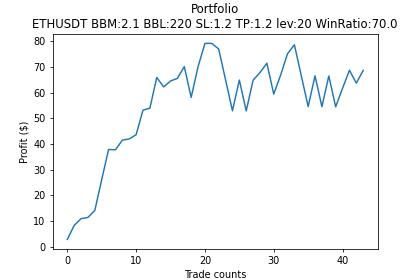 Portfolio
ETHUSDT BBM:2.1 BBL:220 SL:1.2 TP:1.2 lev:20 WinRatio:70.0
80
70
60
50
40
30
20
10
0
Profit ($)
0 10 20 30 40
Trade counts